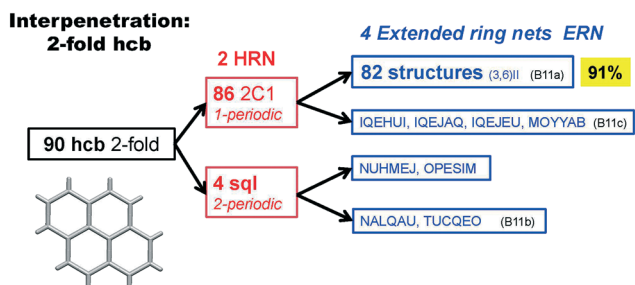 Interpenetration:
2-fold hcb
4 Extended ring nets ERN
2 HRN
82 structures (3,6)II (B11a)
91%
86 2C1
1-periodic
IQEHUI, IQEJAQ, IQEJEU, MOYYAB (B11c)
90 hcb 2-fold
4 sql
2-periodic
NUHMEJ, OPESIM
NALQAU, TUCQEO (B11b)